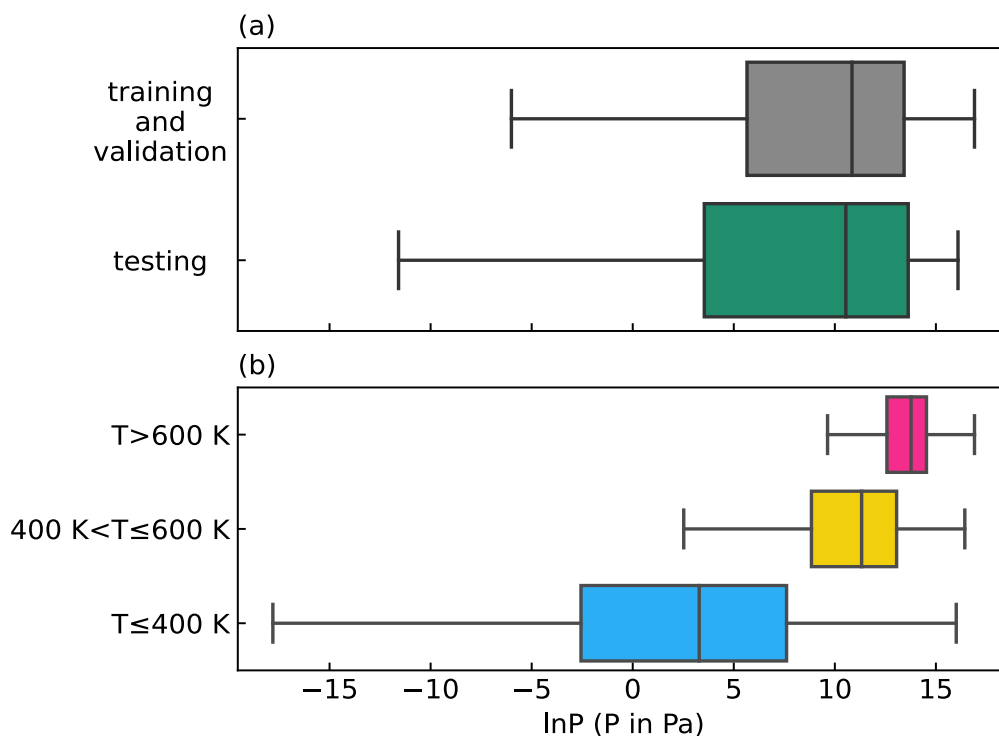 (a)
training
and
validation
testing
(b)
T>600 K
400 K<T≤600 K
T≤400 K
−15 −10 −5 0 5 10 15
lnP (P in Pa)